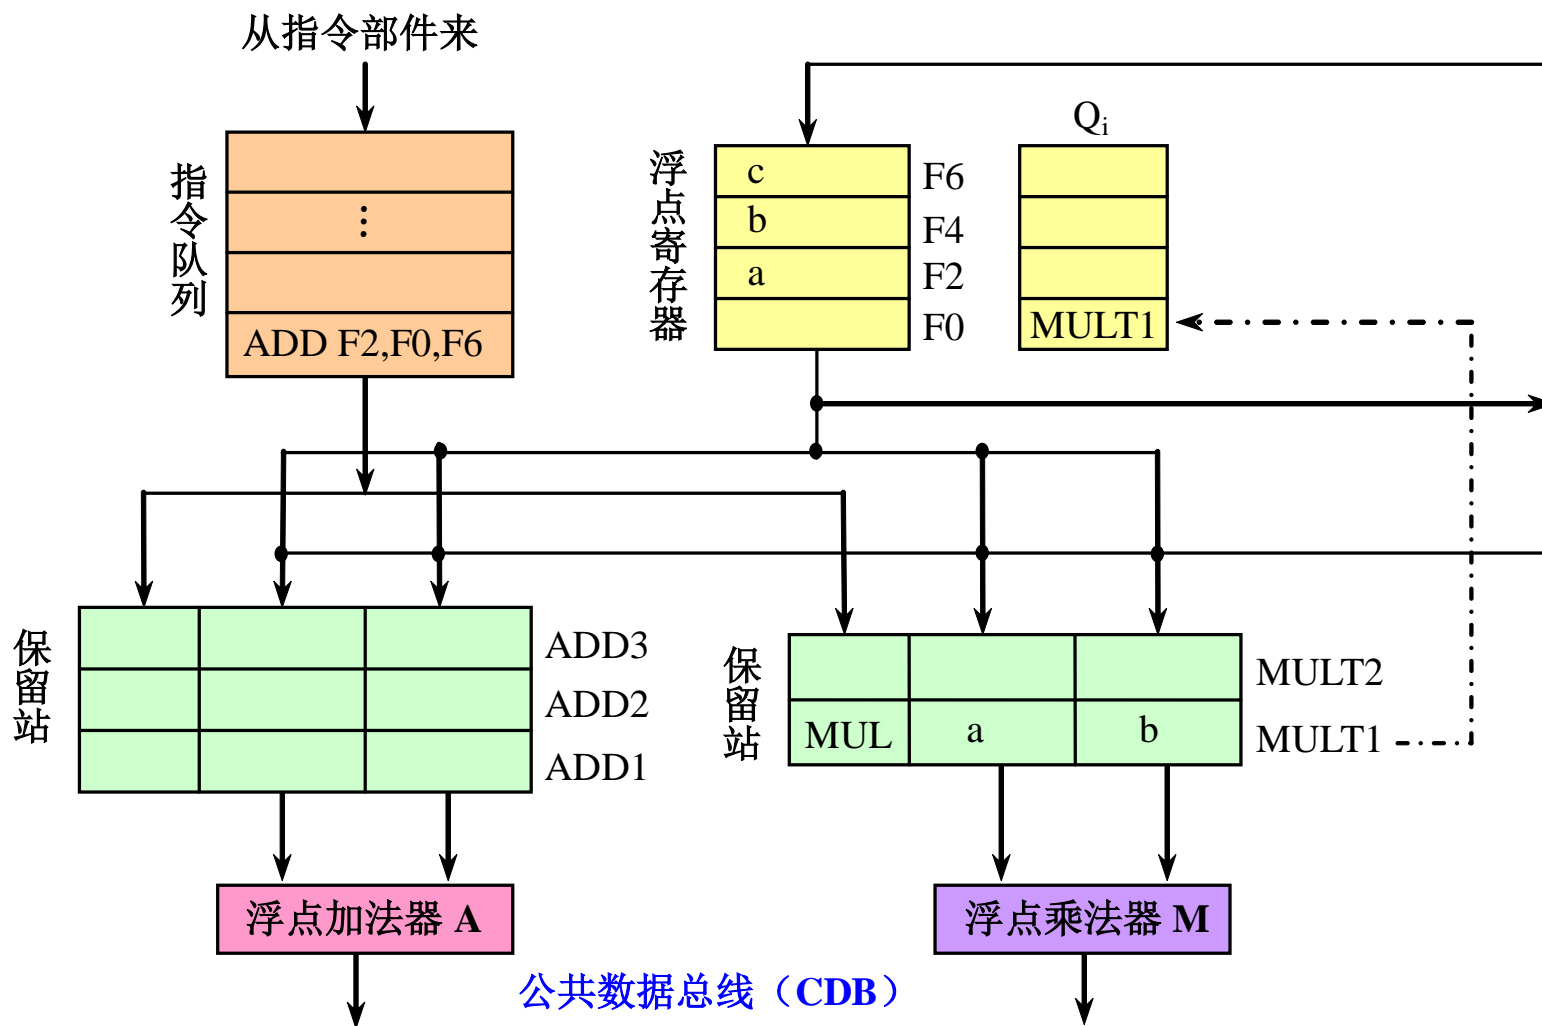 从指令部件来
指令队列
⋮
ADD F2,F0,F6
浮点寄存器
c
F6
b
F4
a
F2
F0
Qi
MULT1
保留站
ADD3
ADD2
ADD1
保留站
MULT2
MUL
a
b
MULT1
浮点加法器 A
浮点乘法器 M
公共数据总线（CDB）